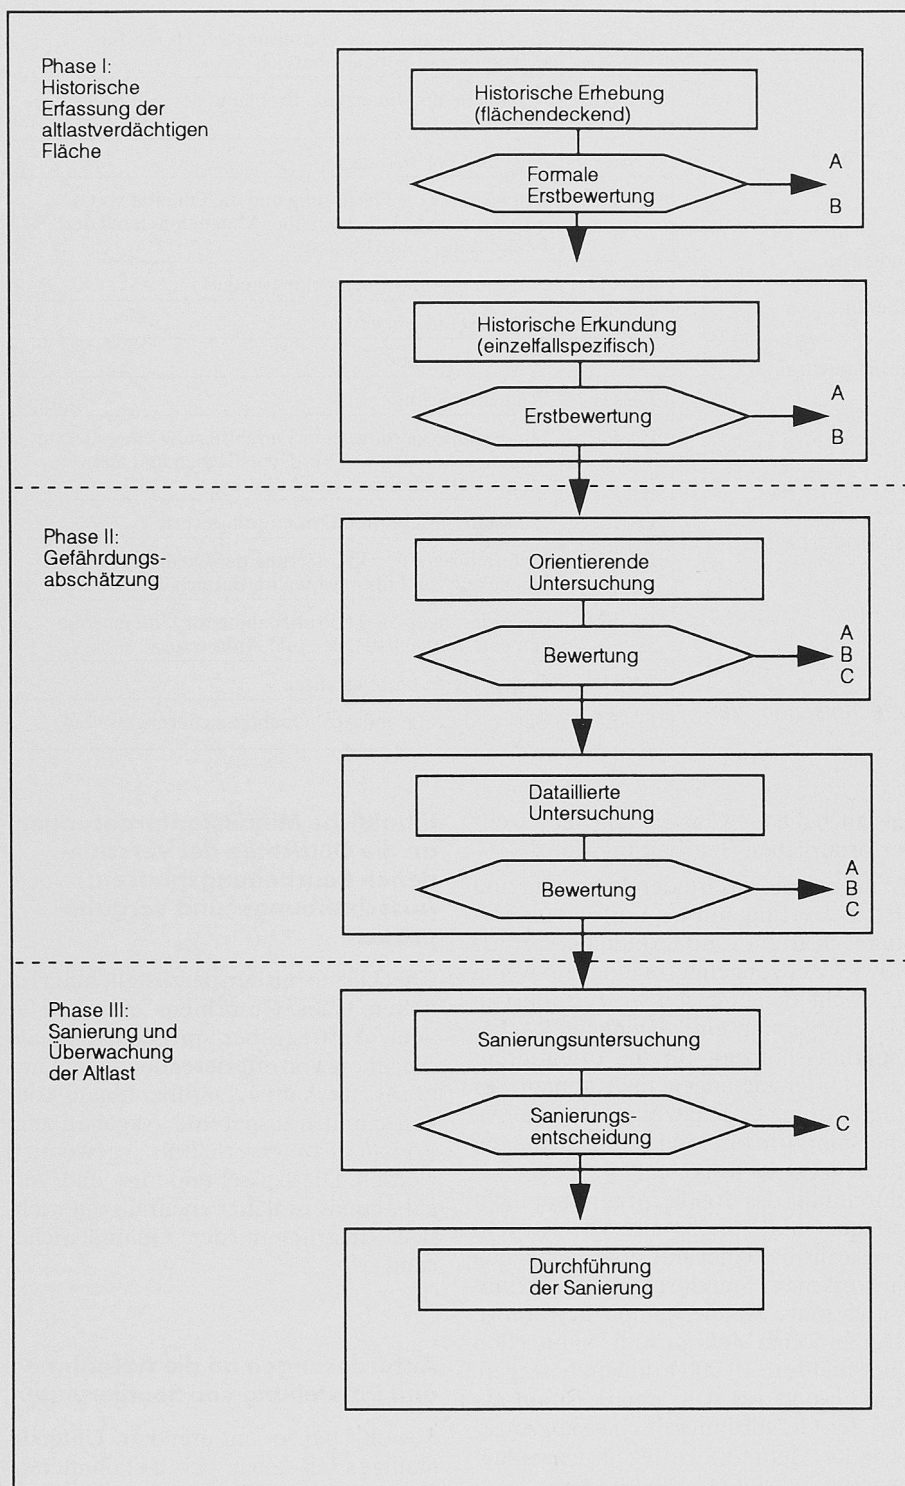 Phase I:
Historische
Erfassung der
altlastverdächtigen
Fläche
Historische Erhebung
(flächendeckend)
Formale
Erstbewertung
A
B
Historische Erkundung
(einzelfallspezifisch)
Erstbewertung
A
B
Phase II:
Gefährdungs-
abschätzung
Orientierende
Untersuchung
Bewertung
A
B
C
Dataillierte
Untersuchung
Bewertung
A
B
C
Phase III:
Sanierung und
Überwachung
der Altlast
Sanierungsuntersuchung
Sanierungs-
entscheidung
C
Durchführung
der Sanierung